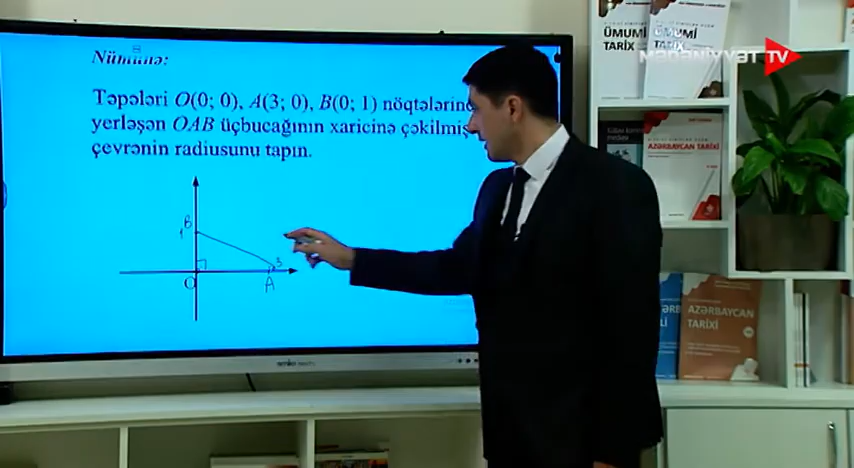 Nümunə:
Təpələri O(0; 0), A(3; 0), B(0; 1) nöqtələrinə
yerləşən OAB üçbucağının xaricinə çəkilmiş
çevrənin radiusunu tapın.
B
1
3
O
A
MƏDƏNİYYƏT TV
ÜMUMİ
TARİX
ÜMUMİ
TARİX
AZƏRBAYCAN
TARİXİ
AZƏRBAYCAN
TARİXİ